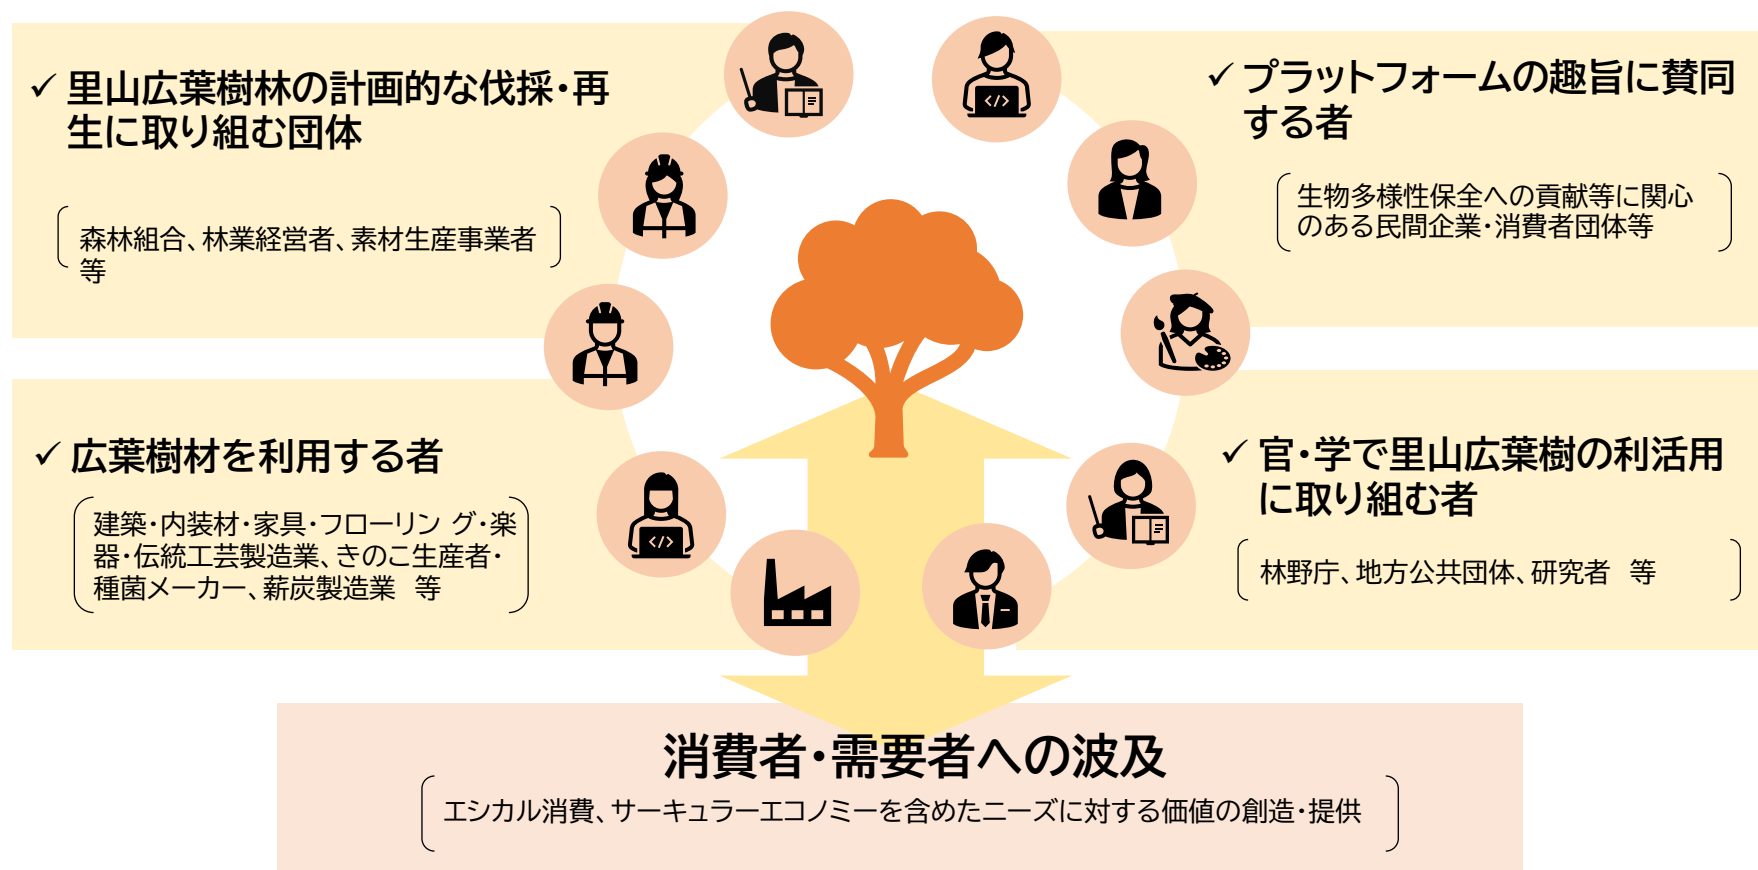 ✓ 里山広葉樹林の計画的な伐採・再
生に取り組む団体
森林組合、林業経営者、素材生産事業者
等
✓ プラットフォームの趣旨に賛同
する者
生物多様性保全への貢献等に関心
のある民間企業・消費者団体等
✓ 広葉樹材を利用する者
建築・内装材・家具・フローリン グ・楽
器・伝統工芸製造業、きのこ生産者・
種菌メーカー、薪炭製造業 等
✓ 官・学で里山広葉樹の利活用
に取り組む者
林野庁、地方公共団体、研究者 等
消費者・需要者への波及
エシカル消費、サーキュラーエコノミーを含めたニーズに対する価値の創造・提供